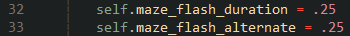 32 self.maze_flash_duration = .25
33 self.maze_flash_alternate = .25